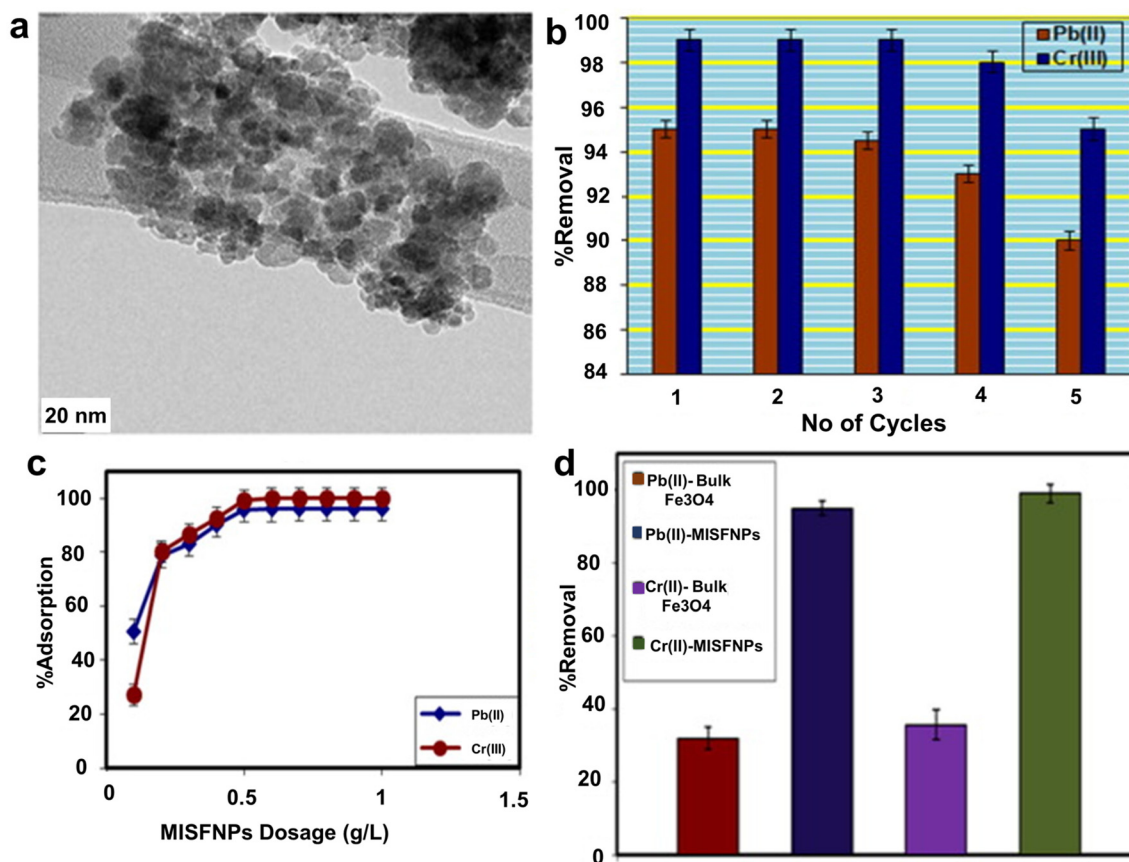 a
20 nm
b
%Removal
100
98
96
94
92
90
88
86
84
Pb(II)
Cr(III)
1 2 3 4 5
No of Cycles
c
%Adsorption
100
80
60
40
20
0
Pb(II)
Cr(III)
0 0.5 1 1.5
MISFNPs Dosage (g/L)
d
%Removal
100
80
60
40
20
0
Pb(II)- Bulk
Fe3O4
Pb(II)-MISFNPs
Cr(II)- Bulk
Fe3O4
Cr(II)-MISFNPs